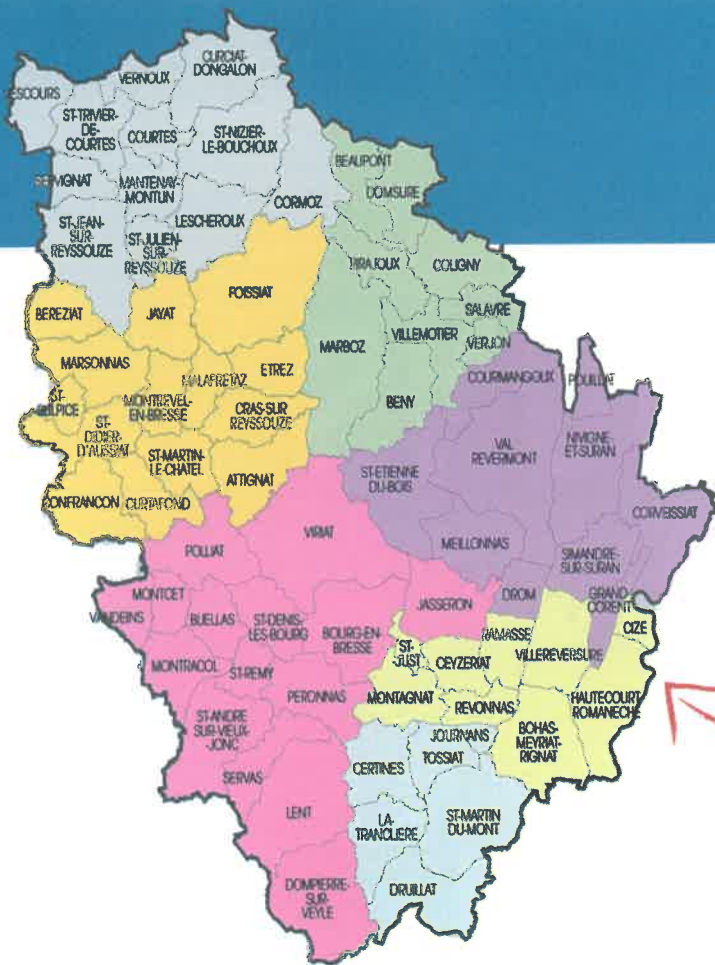 CURCIAT-
DONGALON
VERNOUX
ESCOURS
ST-TRIVIER-
DE-
COURTES
COURTES
ST-NIZIER-
LE-BOUCHOUX
BEAUPONT
DOMSURE
SERVIGNAT
MANTENAY-
MONTLIN
CORMOZ
ST-JEAN-
SUR-
REYSSOUZE
LESCHEROUX
ST-JULIEN-
SUR-
REYSSOUZE
PIRAJOUX
COLIGNY
FOISSIAT
BEREZIAT
JAYAT
SALAVRE
VILLEMOTIER
VERJON
MARBOZ
MARSONNAS
ETREZ
MALAFRETAZ
COURMANGOUX
POUILLAT
ST-
SULPICE
MONTREVEL-
EN-BRESSE
CRAS-SUR
REYSSOUZE
BENY
ST-
DIDIER-
D'AUSSIAT
VAL
REVERMONT
NIVIGNE-
ET-SURAN
ST-MARTIN-
LE-CHATEL
ATTIGNAT
ST-ETIENNE
DU-BOIS
CONFRANCON
CURTAFOND
CORVEISSIAT
VIRIAT
MEILLONNAS
POLLIAT
SIMANDRE-
SUR-SURAN
MONTCET
JASSERON
DROM
GRAND-
CORENT
VANDEINS
BUELLAS
ST-DENIS-
LES-BOURG
BOURG-EN-
BRESSE
RAMASSE
CIZE
ST-
JUST
CEYZERIAT
VILLEREVERSURE
MONTRACOL
ST-REMY
PERONNAS
MONTAGNAT
REVONNAS
HAUTECOURT-
ROMANECHE
ST-ANDRE
SUR-VIEUX-
JONC
JOURNANS
TOSSIAT
BOHAS-
MEYRIAT-
RIGNAT
CERTINES
SERVAS
LENT
LA-
TRANCLIERE
ST-MARTIN
DU-MONT
DOMPIERRE-
SUR-
VEYLE
DRUILLAT